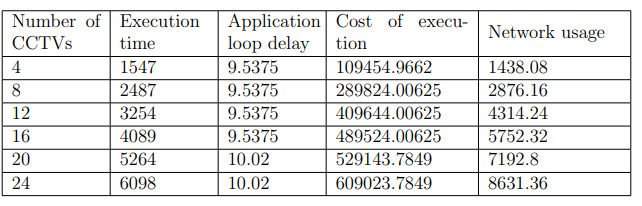 Number of CCTVs Execution time Application loop delay Cost of execu-tion Network usage
4 1547 9.5375 109454.9662 1438.08
8 2487 9.5375 289824.00625 2876.16
12 3254 9.5375 409644.00625 4314.24
16 4089 9.5375 489524.00625 5752.32
20 5264 10.02 529143.7849 7192.8
24 6098 10.02 609023.7849 8631.36